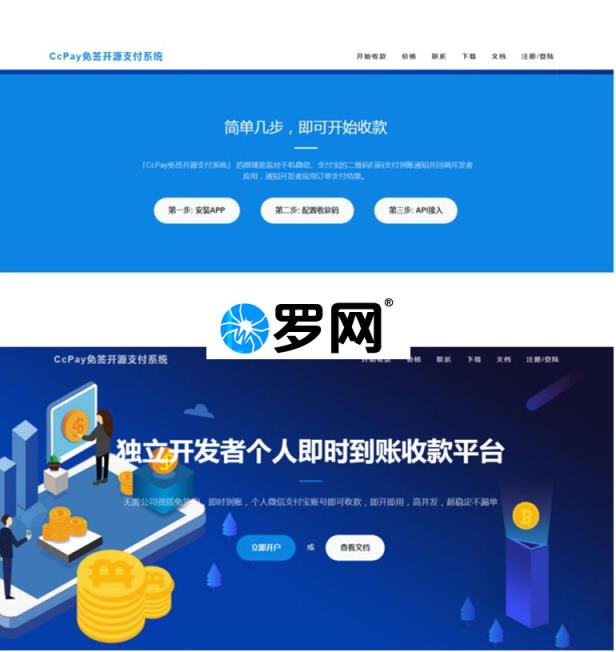 CcPay免签开源支付系统
开始收款 价格 联系 下载 文档 注册/登陆
简单几步，即可开始收款
「CcPay免签开源支付系统」的原理是监控手机微信、支付宝的二维码扫码支付到账通知并回调开发者
应用，通知开发者应用订单支付结果。
第一步: 安装APP 第二步: 配置收款码 第三步: API接入
罗网®
CcPay免签开源支付系统
开始收款 价格 联系 下载 文档 注册/登陆
独立开发者个人即时到账收款平台
无需公司资质免签约，即时到账，个人微信支付宝账号即可收款，即开即用，高并发，超稳定不漏单
立即开户 或 查看文档